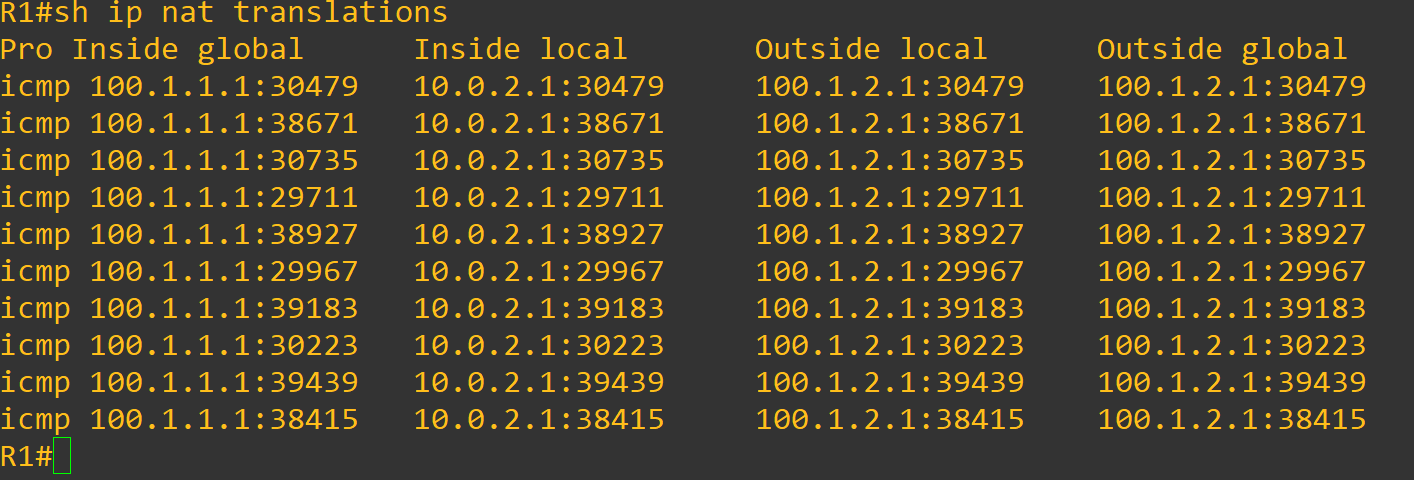 R1#sh ip nat translations
Pro Inside global      Inside local       Outside local      Outside global
icmp 100.1.1.1:30479   10.0.2.1:30479     100.1.2.1:30479    100.1.2.1:30479
icmp 100.1.1.1:38671   10.0.2.1:38671     100.1.2.1:38671    100.1.2.1:38671
icmp 100.1.1.1:30735   10.0.2.1:30735     100.1.2.1:30735    100.1.2.1:30735
icmp 100.1.1.1:29711   10.0.2.1:29711     100.1.2.1:29711    100.1.2.1:29711
icmp 100.1.1.1:38927   10.0.2.1:38927     100.1.2.1:38927    100.1.2.1:38927
icmp 100.1.1.1:29967   10.0.2.1:29967     100.1.2.1:29967    100.1.2.1:29967
icmp 100.1.1.1:39183   10.0.2.1:39183     100.1.2.1:39183    100.1.2.1:39183
icmp 100.1.1.1:30223   10.0.2.1:30223     100.1.2.1:30223    100.1.2.1:30223
icmp 100.1.1.1:39439   10.0.2.1:39439     100.1.2.1:39439    100.1.2.1:39439
icmp 100.1.1.1:38415   10.0.2.1:38415     100.1.2.1:38415    100.1.2.1:38415
R1#